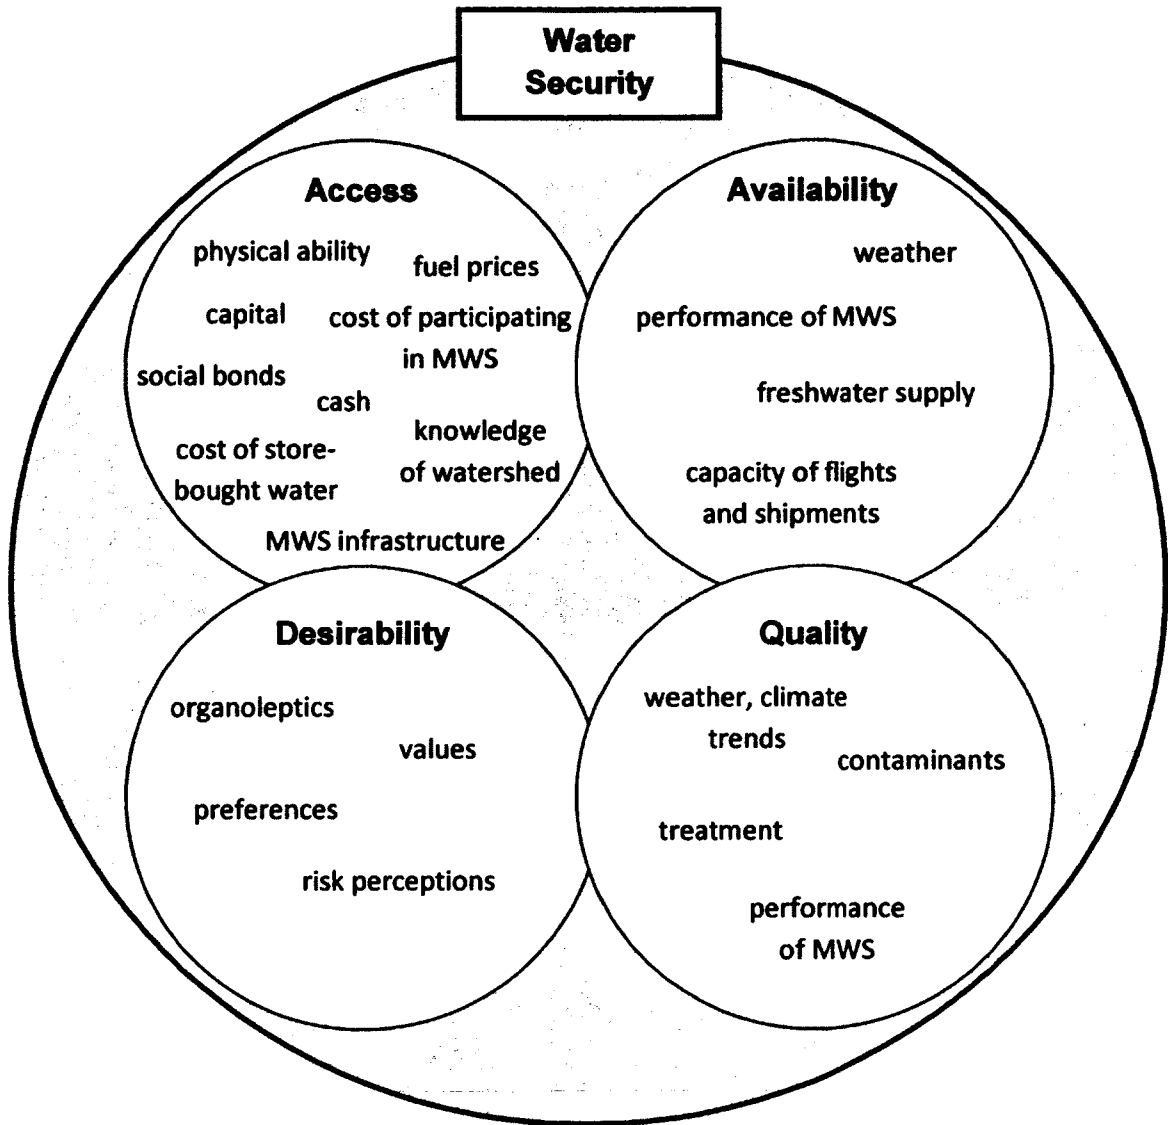 Water
Security
Access
physical ability
fuel prices
capital
cost of participating
in MWS
social bonds
cash
knowledge
of watershed
cost of store-
bought water
MWS infrastructure
Availability
weather
performance of MWS
freshwater supply
capacity of flights
and shipments
Desirability
organoleptics
values
preferences
risk perceptions
Quality
weather, climate
trends
contaminants
treatment
performance
of MWS